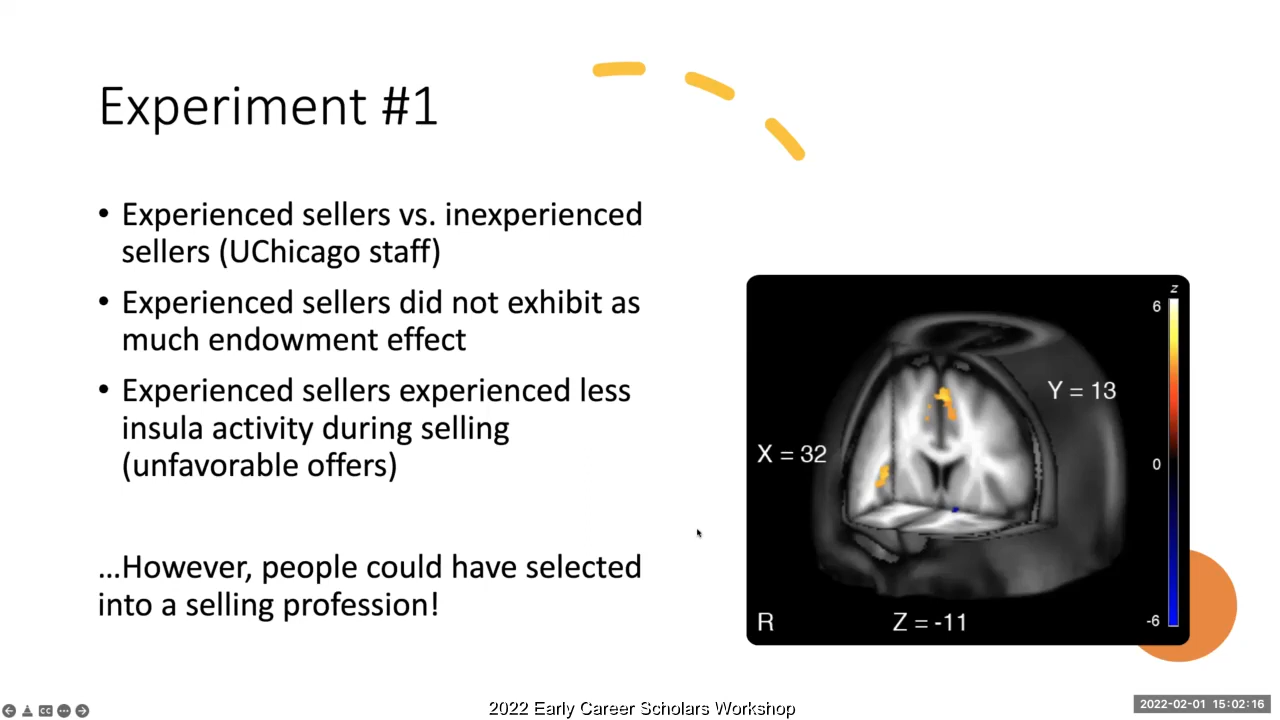 Experiment #1
• Experienced sellers vs. inexperienced
sellers (UChicago staff)
• Experienced sellers did not exhibit as
much endowment effect
• Experienced sellers experienced less
insula activity during selling
(unfavorable offers)
...However, people could have selected
into a selling profession!
z
6
Y = 13
X = 32
0
R
Z = -11
-6
CC
2022 Early Career Scholars Workshop
2022-02-01 15:02:16